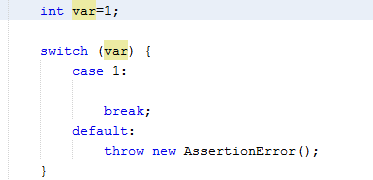 int var=1;
switch (var) {
case 1:
break;
default:
throw new AssertionError();
}